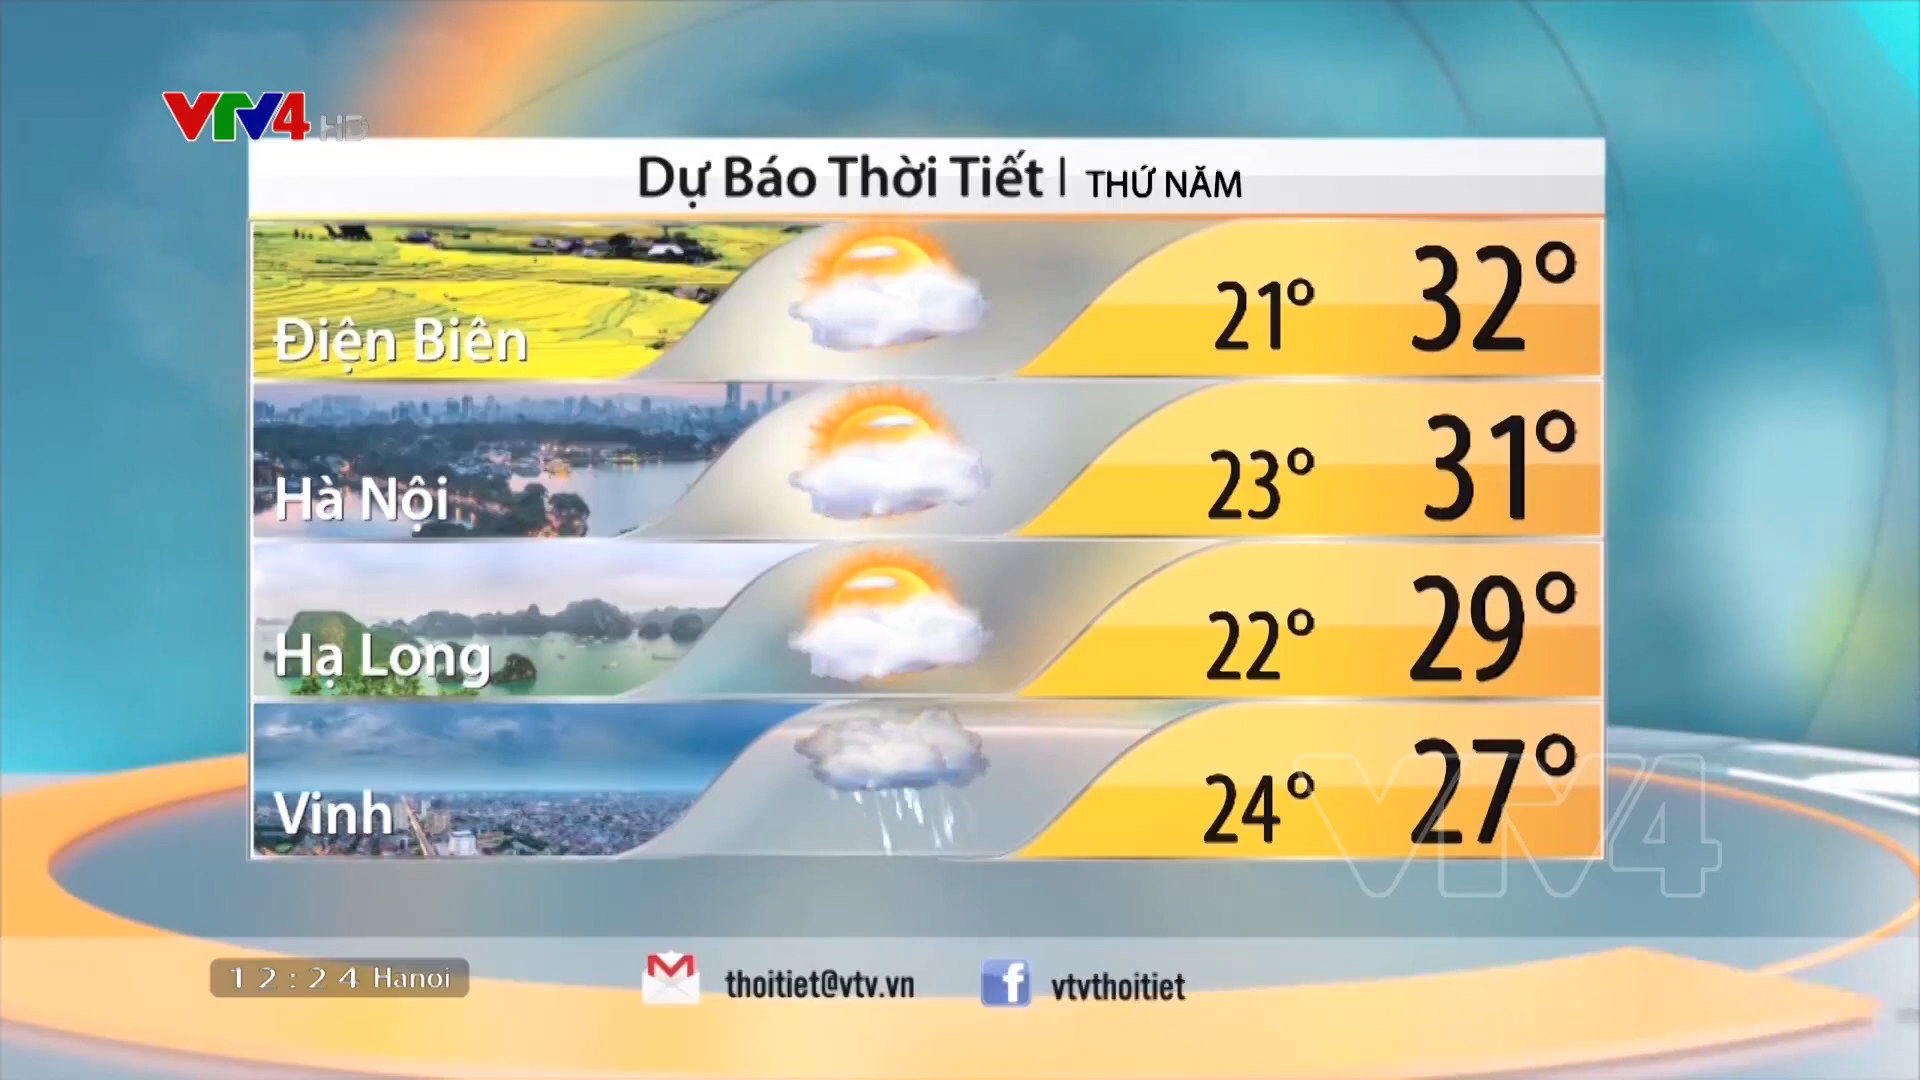 VTV4 HD
Dự Báo Thời Tiết | THỨ NĂM
Điện Biên 21° 32°
Hà Nội 23° 31°
Hạ Long 22° 29°
Vinh 24° 27°
VTV4
12:24 Hanoi thoitiet@vtv.vn f vtvthoitiet